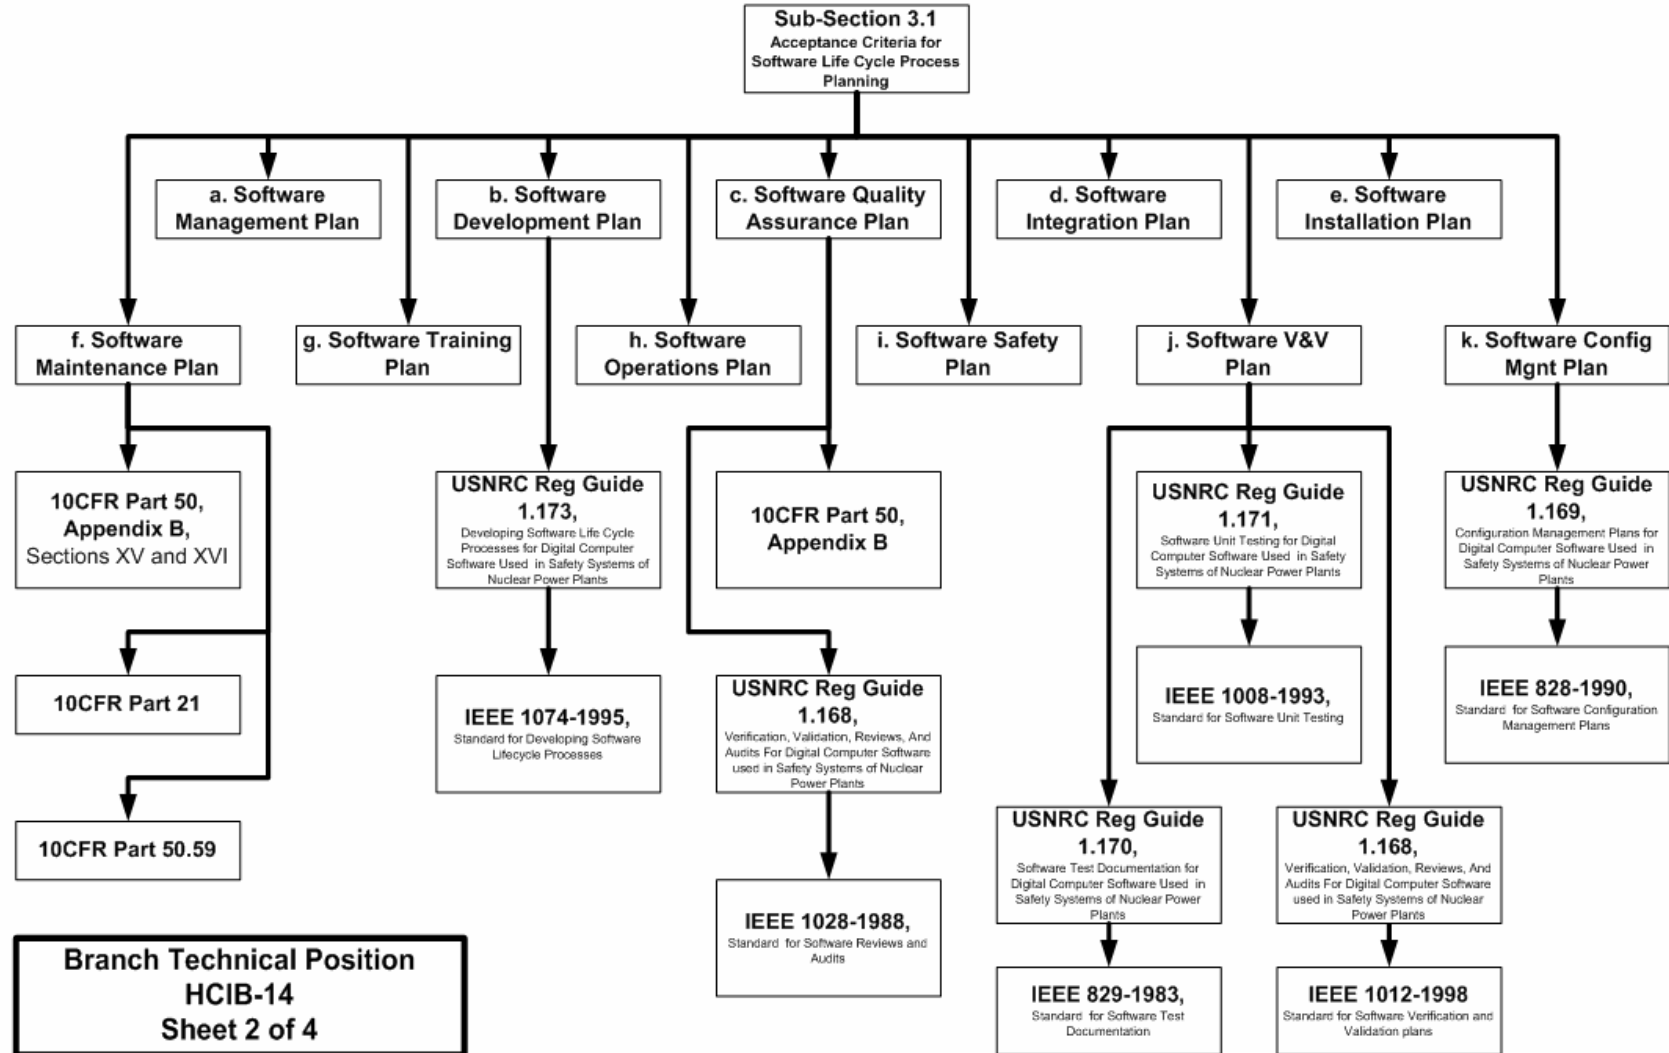 Sub-Section 3.1
Acceptance Criteria for
Software Life Cycle Process
Planning
a. Software
Management Plan
b. Software
Development Plan
c. Software Quality
Assurance Plan
d. Software
Integration Plan
e. Software
Installation Plan
f. Software
Maintenance Plan
g. Software Training
Plan
h. Software
Operations Plan
i. Software Safety
Plan
j. Software V&V
Plan
k. Software Config
Mgnt Plan
10CFR Part 50,
Appendix B,
Sections XV and XVI
USNRC Reg Guide
1.173,
Developing Software Life Cycle
Processes for Digital Computer
Software Used in Safety Systems of
Nuclear Power Plants
10CFR Part 50,
Appendix B
USNRC Reg Guide
1.171,
Software Unit Testing for Digital
Computer Software Used in Safety
Systems of Nuclear Power Plants
USNRC Reg Guide
1.169,
Configuration Management Plans for
Digital Computer Software Used in
Safety Systems of Nuclear Power
Plants
10CFR Part 21
IEEE 1074-1995,
Standard for Developing Software
Lifecycle Processes
USNRC Reg Guide
1.168,
Verification, Validation, Reviews, And
Audits For Digital Computer Software
used in Safety Systems of Nuclear
Power Plants
IEEE 1008-1993,
Standard for Software Unit Testing
IEEE 828-1990,
Standard for Software Configuration
Management Plans
10CFR Part 50.59
USNRC Reg Guide
1.170,
Software Test Documentation for
Digital Computer Software Used in
Safety Systems of Nuclear Power
Plants
USNRC Reg Guide
1.168,
Verification, Validation, Reviews, And
Audits For Digital Computer Software
used in Safety Systems of Nuclear
Power Plants
IEEE 1028-1988,
Standard for Software Reviews and
Audits
IEEE 829-1983,
Standard for Software Test
Documentation
IEEE 1012-1998
Standard for Software Verification and
Validation plans
Branch Technical Position
HCIB-14
Sheet 2 of 4